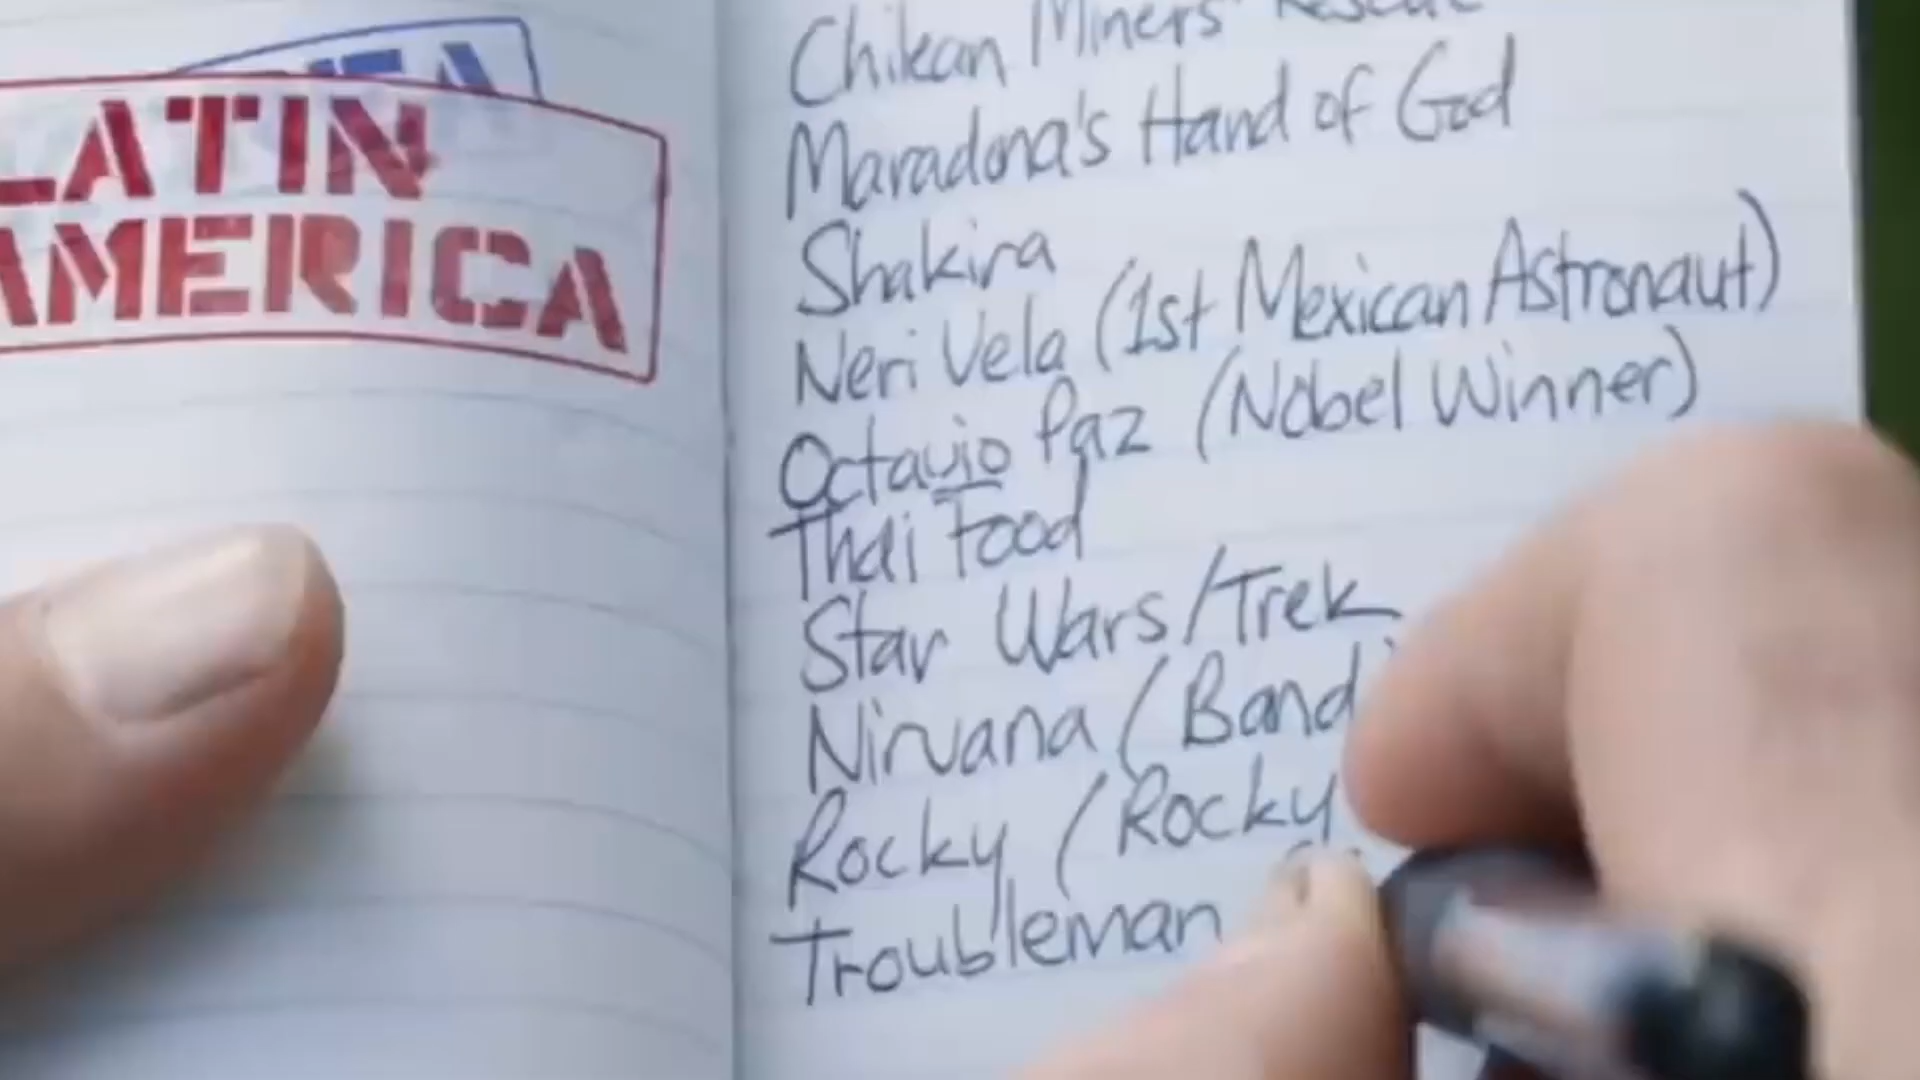 LATIN
AMERICA
Chilean Miners' Rescue
Maradona's Hand of God
Shakira
Neri Vela (1st Mexican Astronaut)
Octavio Paz (Nobel Winner)
Thai Food
Star Wars/Trek
Nirvana (Band
Rocky (Rocky
Troubleman